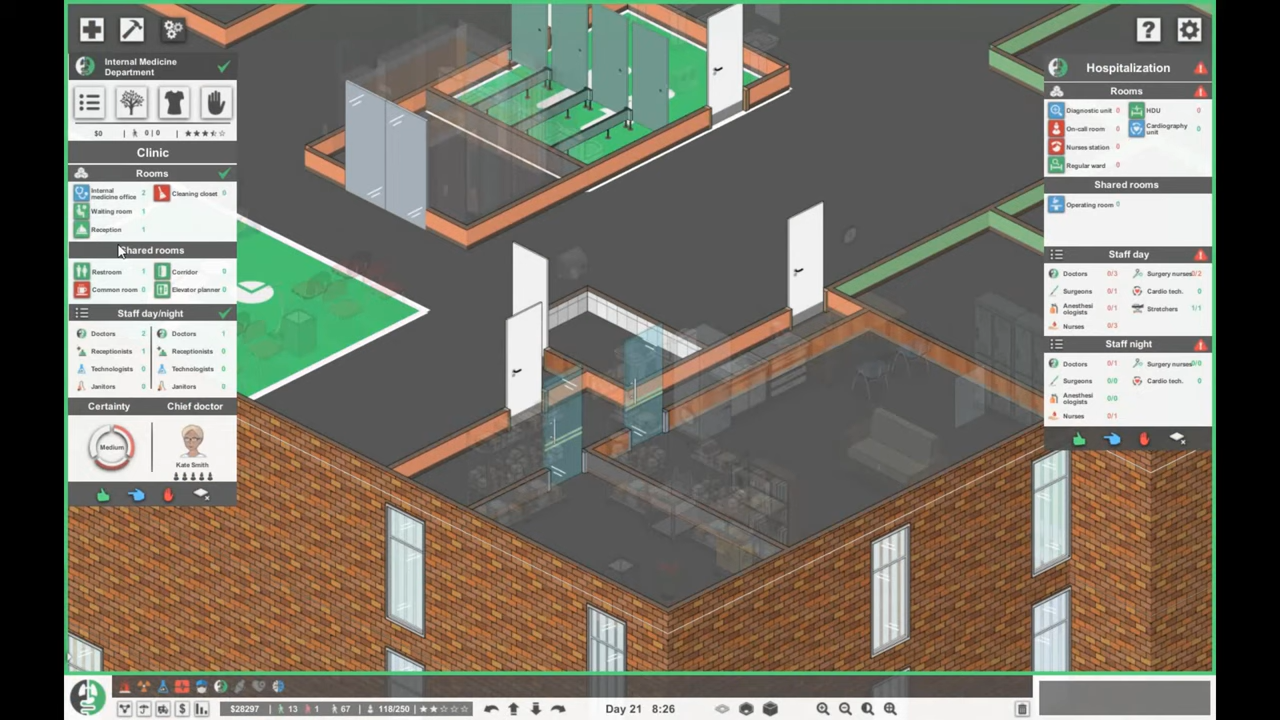 Internal Medicine
Department
$0 | 0 | 0 |
Clinic
Rooms
Internal
medicine office 2
Cleaning closet 0
Waiting room 1
Reception 1
Shared rooms
Restroom 1
Corridor 0
Common room 0
Elevator planner 0
Staff day/night
Doctors 2
Doctors 1
Receptionists 1
Receptionists 0
Technologists 0
Technologists 0
Janitors 0
Janitors 0
Certainty
Chief doctor
Medium
Kate Smith
?
Hospitalization
Rooms
Diagnostic unit 0
HDU 0
On-call room 0
Cardiography
unit 0
Nurses station 0
Regular ward 0
Shared rooms
Operating room 0
Staff day
Doctors 0/3
Surgery nurses 0/2
Surgeons 0/1
Cardio tech. 0
Anesthesi
ologists 0/1
Stretchers 1/1
Nurses 0/3
Staff night
Doctors 0/1
Surgery nurses 0/0
Surgeons 0/0
Cardio tech. 0
Anesthesi
ologists 0/0
Nurses 0/1
$28297 | 13 1 | 67 | 118/250 |
Day 21 8:26